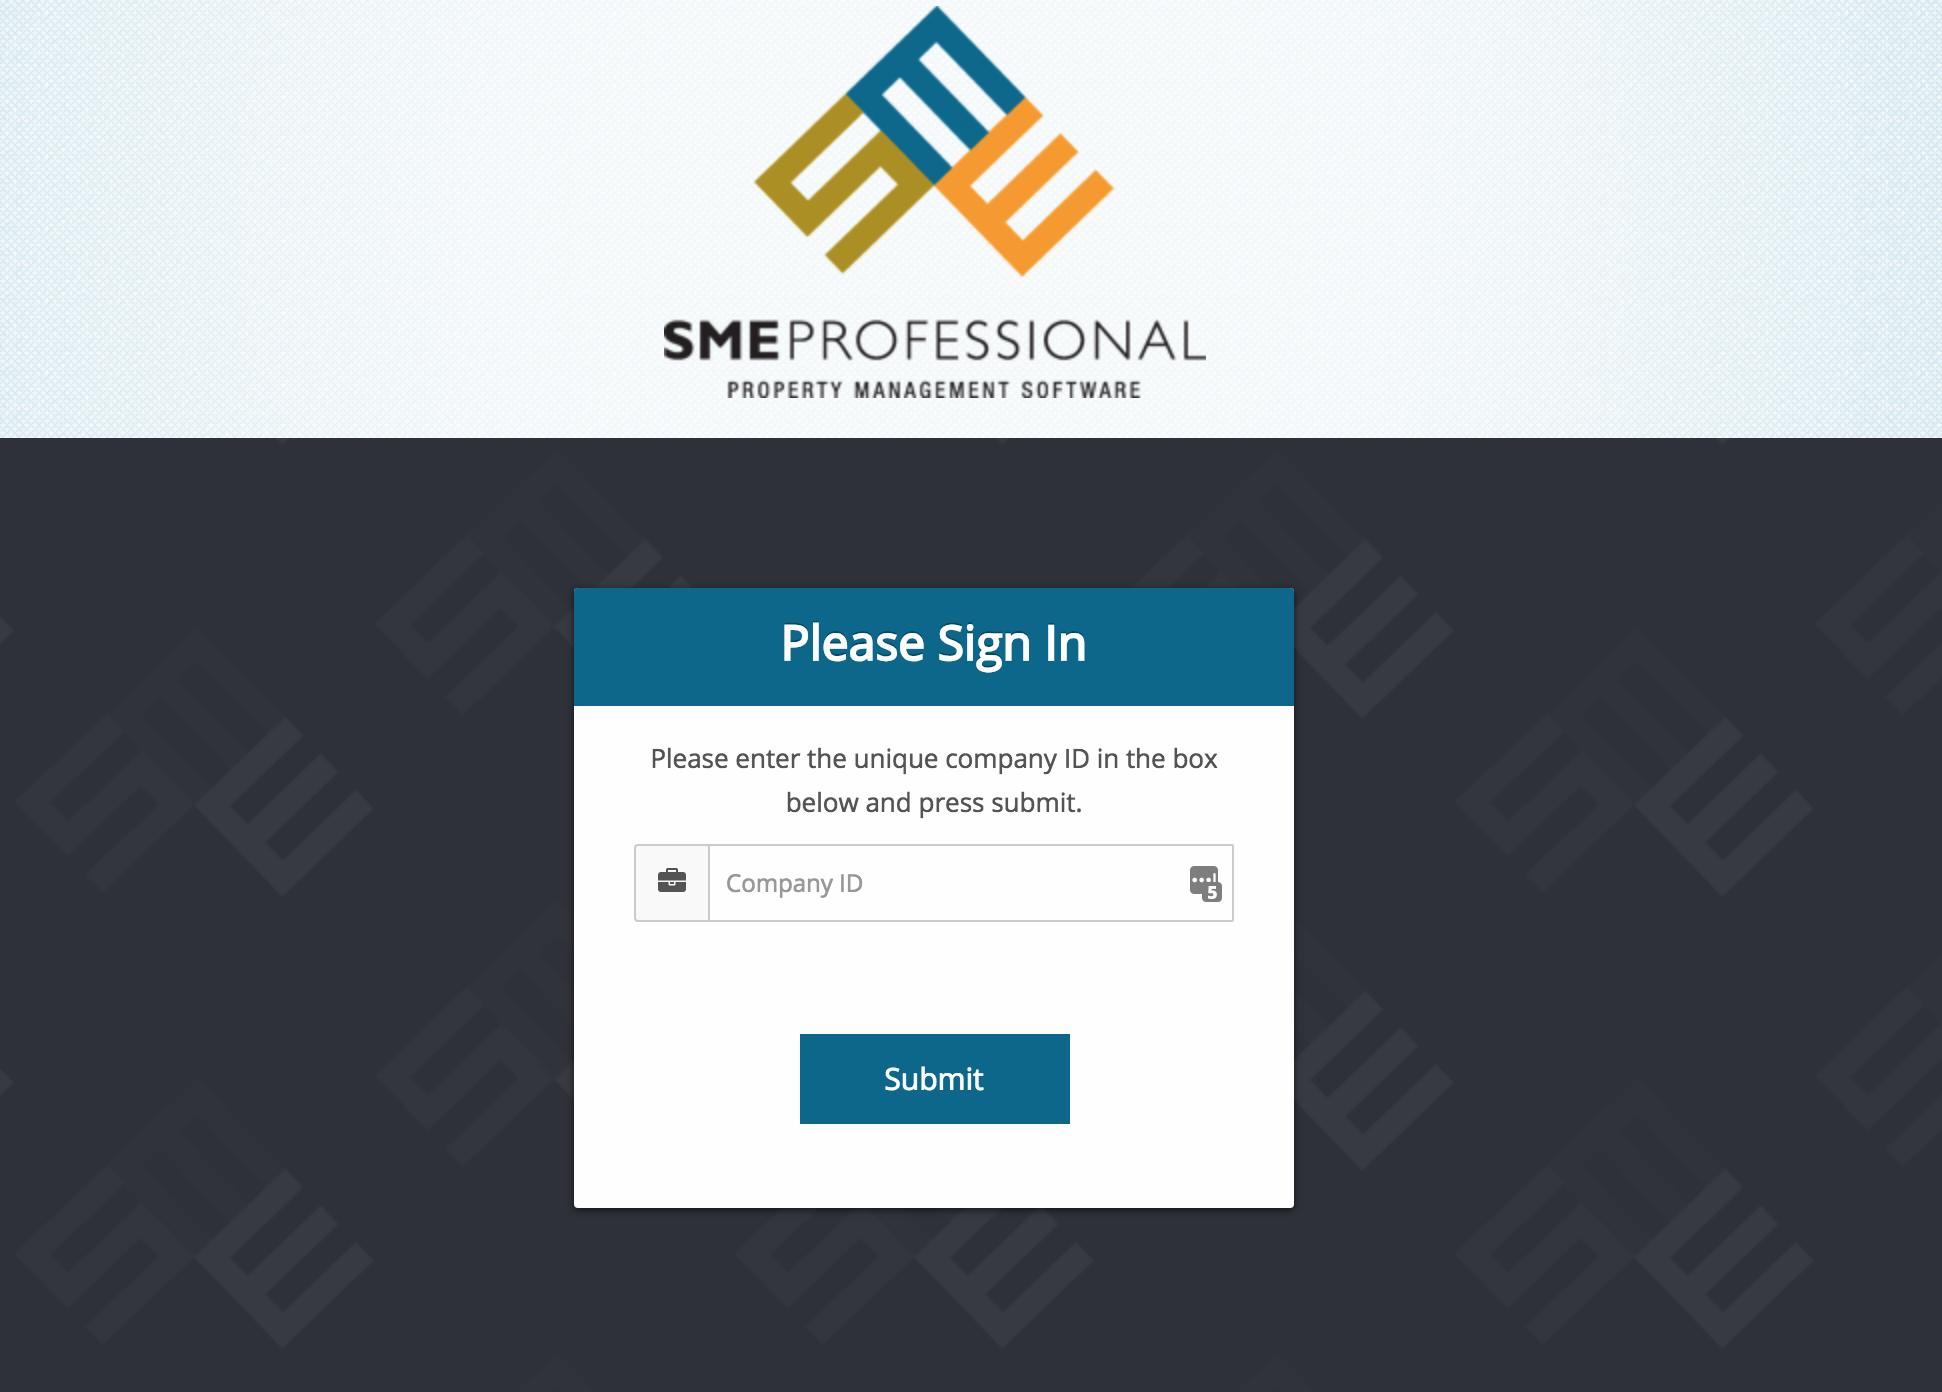 SME
SMEPROFESSIONAL
PROPERTY MANAGEMENT SOFTWARE
Please Sign In
Please enter the unique company ID in the box
below and press submit.
Company ID
5
Submit